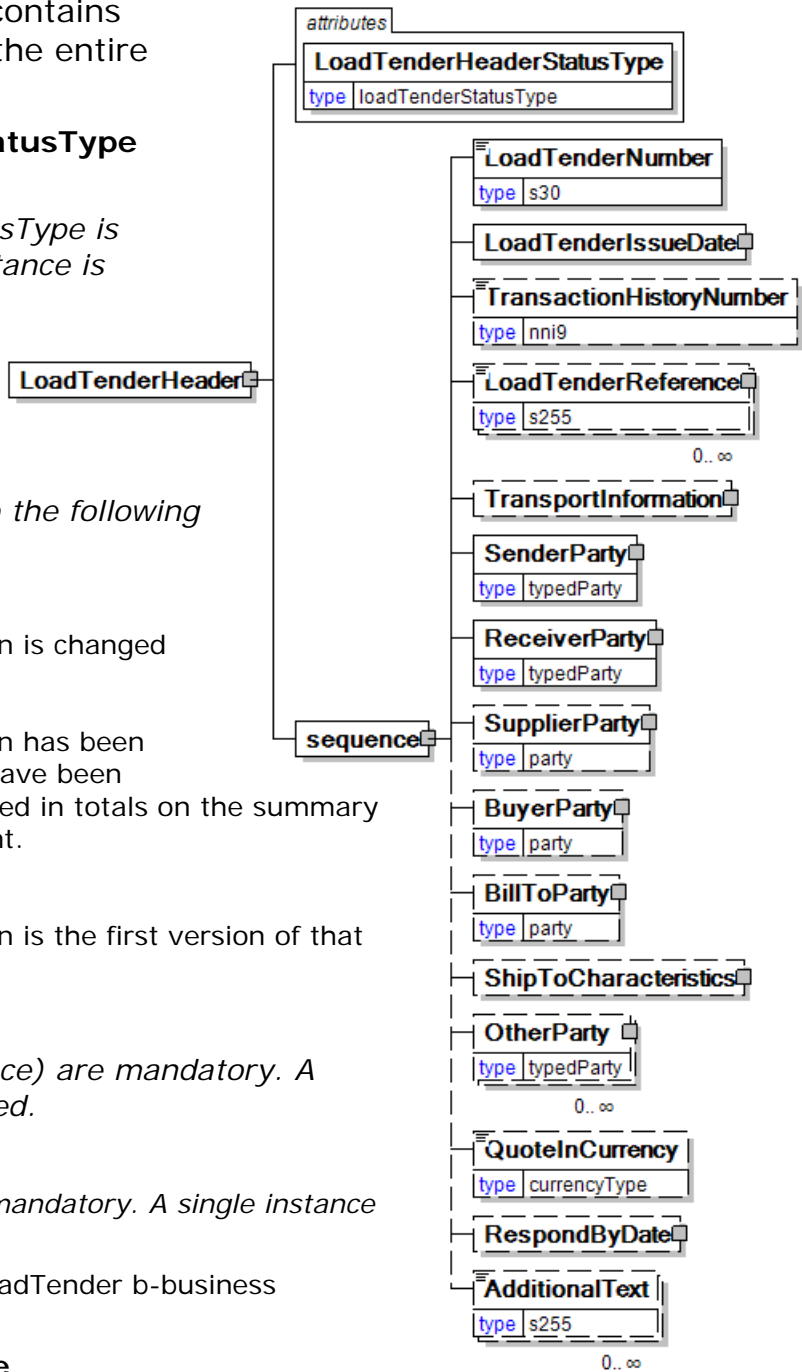 contains
the entire
atusType
sType is
tance is
the following
n is changed
n has been
ave been
ed in totals on the summary
nt.
n is the first version of that
ce) are mandatory. A
ed.
mandatory. A single instance
adTender b-business
e
attributes
LoadTenderHeaderStatusType
type loadTenderStatusType
LoadTenderHeader
sequence
LoadTenderNumber
type s30
LoadTenderIssueDate
TransactionHistoryNumber
type nni9
LoadTenderReference
type s255
0..∞
TransportInformation
SenderParty
type typedParty
ReceiverParty
type typedParty
SupplierParty
type party
BuyerParty
type party
BillToParty
type party
ShipToCharacteristics
OtherParty
type typedParty
0..∞
QuoteInCurrency
type currencyType
RespondByDate
AdditionalText
type s255
0..∞